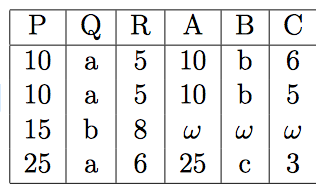 P Q R A B C
10 a 5 10 b 6
10 a 5 10 b 5
15 b 8 ω ω ω
25 a 6 25 c 3